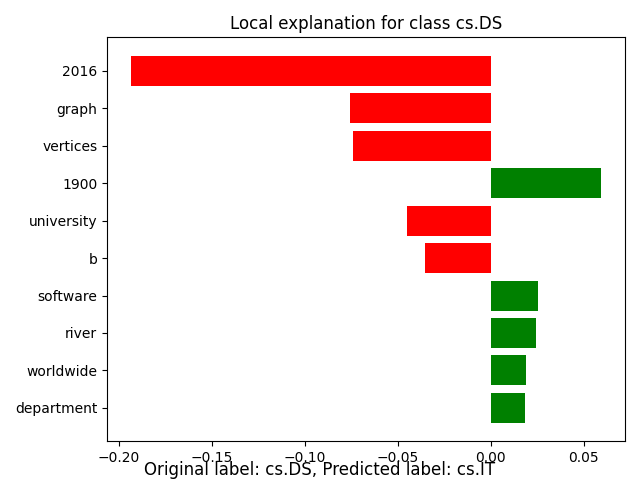 Local explanation for class cs.DS
2016
graph
vertices
1900
university
b
software
river
worldwide
department
−0.20 −0.15 −0.10 −0.05 0.00 0.05
Original label: cs.DS, Predicted label: cs.IT